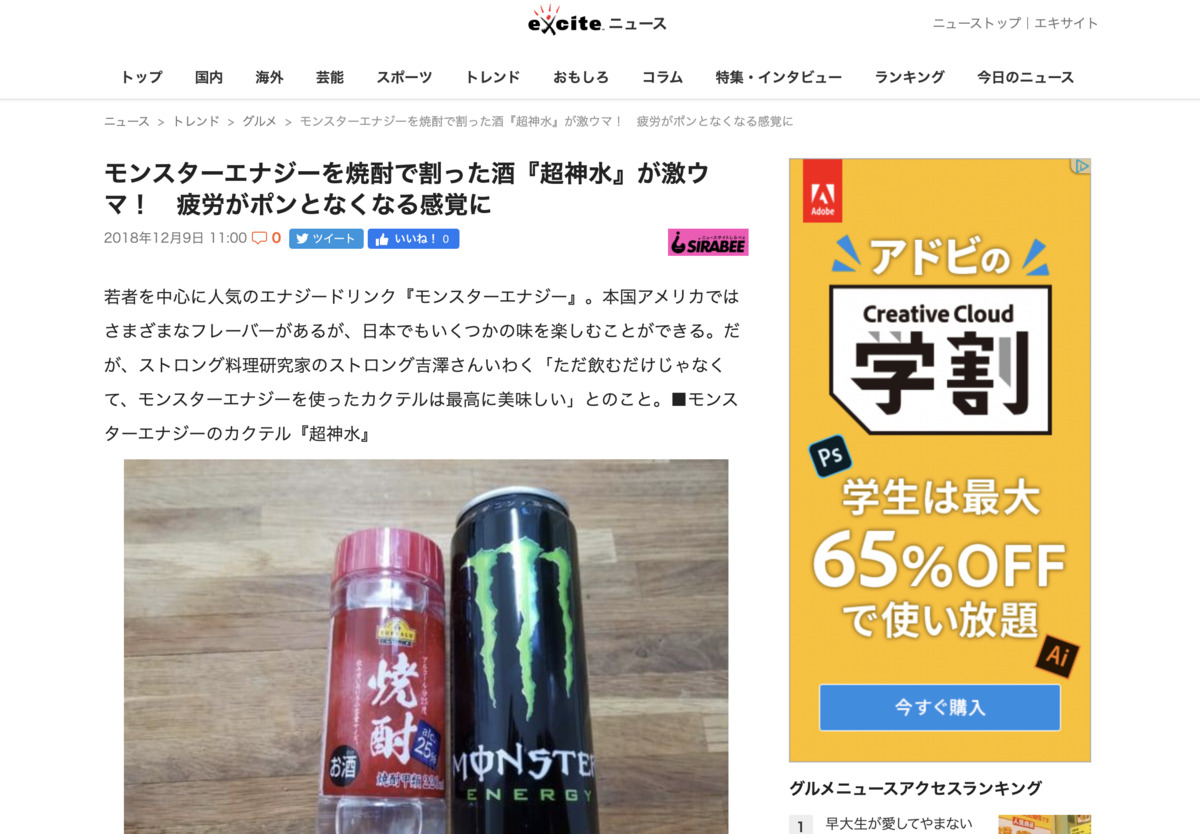 excite. ニュース
ニューストップ | エキサイト
トップ 国内 海外 芸能 スポーツ トレンド おもしろ コラム 特集・インタビュー ランキング 今日のニュース
ニュース > トレンド > グルメ > モンスターエナジーを焼酎で割った酒『超神水』が激ウマ！ 疲労がポンとなくなる感覚に
モンスターエナジーを焼酎で割った酒『超神水』が激ウ
マ！ 疲労がポンとなくなる感覚に
2018年12月9日 11:00 0 ツイート いいね！ 0
ニュースサイトしらべぇ
SIRABEE
若者を中心に人気のエナジードリンク『モンスターエナジー』。本国アメリカでは
さまざまなフレーバーがあるが、日本でもいくつかの味を楽しむことができる。だ
が、ストロング料理研究家のストロング吉澤さんいわく「ただ飲むだけじゃなく
て、モンスターエナジーを使ったカクテルは最高に美味しい」とのこと。■モンス
ターエナジーのカクテル『超神水』
焼酎
アルコール分25度
alc.
25%
お酒
焼酎甲類
MONSTER
ENERGY
Adobe
アドビの
Creative Cloud
学割
Ps
学生は最大
65%OFF
で使い放題
Ai
今すぐ購入
グルメニュースアクセスランキング
1 早大生が愛してやまない